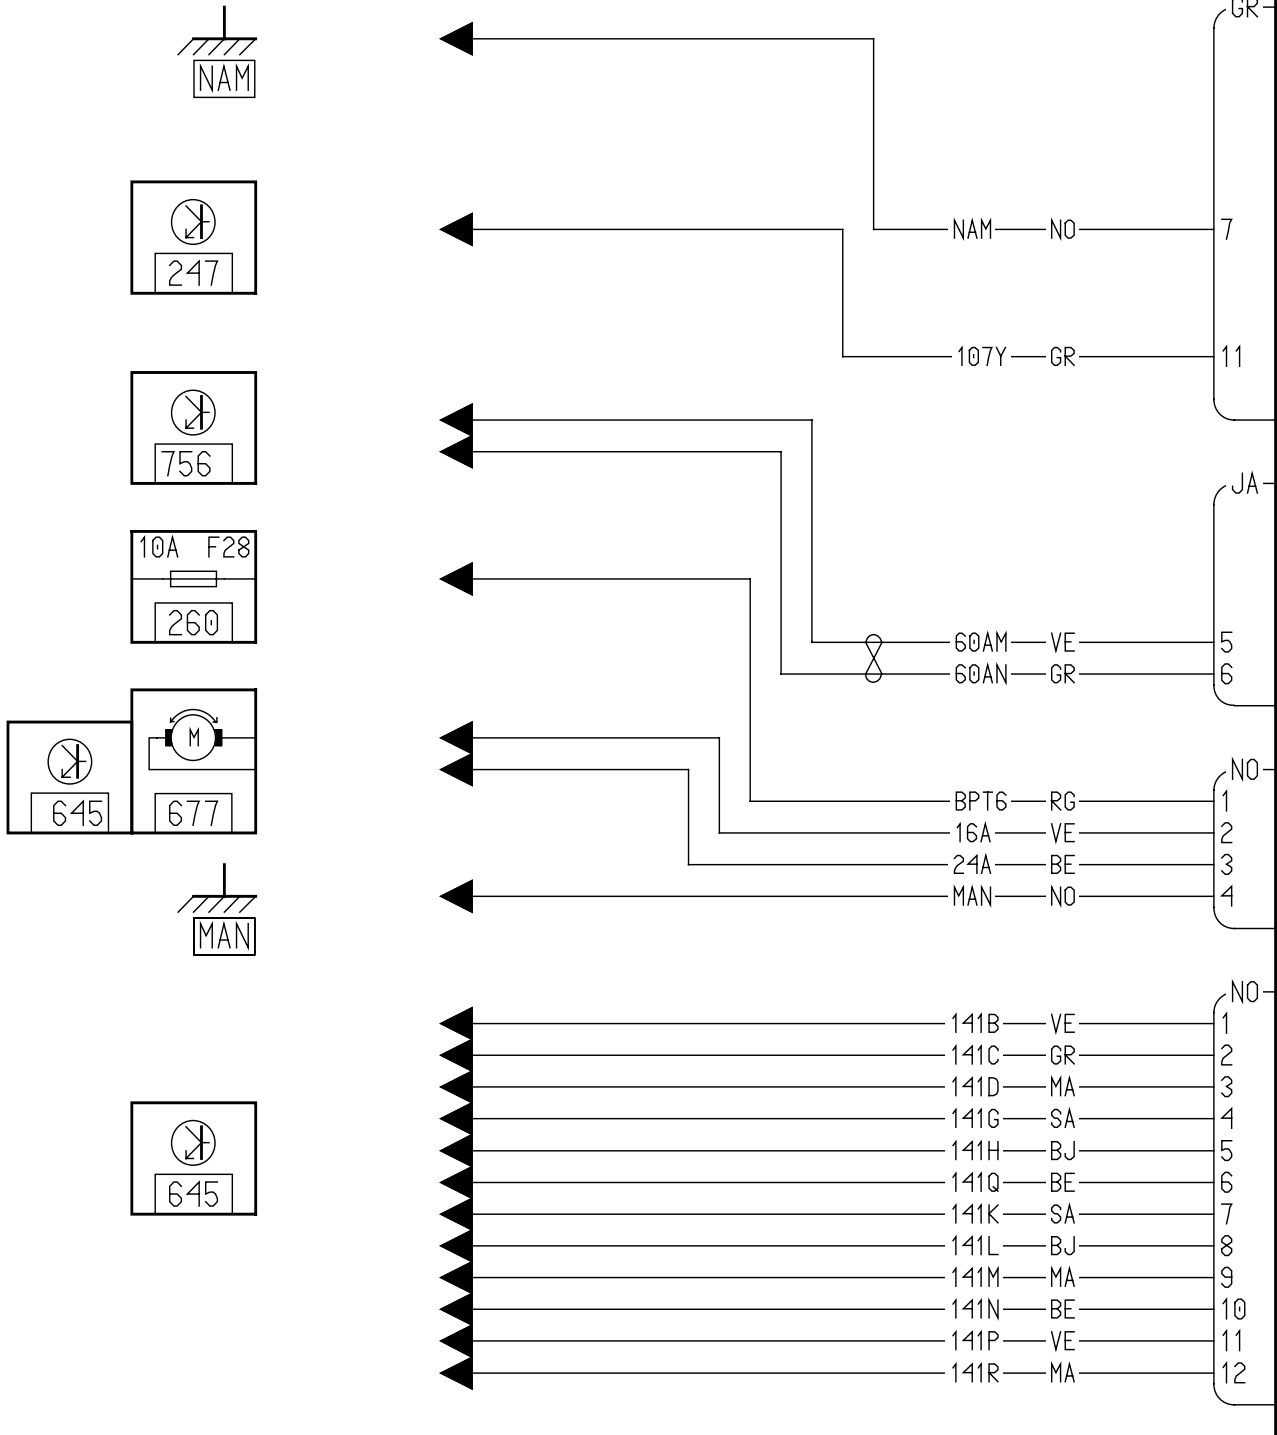 GR
NAM
247
NAM NO 7
107Y GR 11
756
JA
10A F28
260
60AM VE 5
60AN GR 6
M
NO
645 677
BPT6 RG 1
16A VE 2
24A BE 3
MAN NO 4
MAN
NO
141B VE 1
141C GR 2
141D MA 3
141G SA 4
141H BJ 5
141Q BE 6
645
141K SA 7
141L BJ 8
141M MA 9
141N BE 10
141P VE 11
141R MA 12